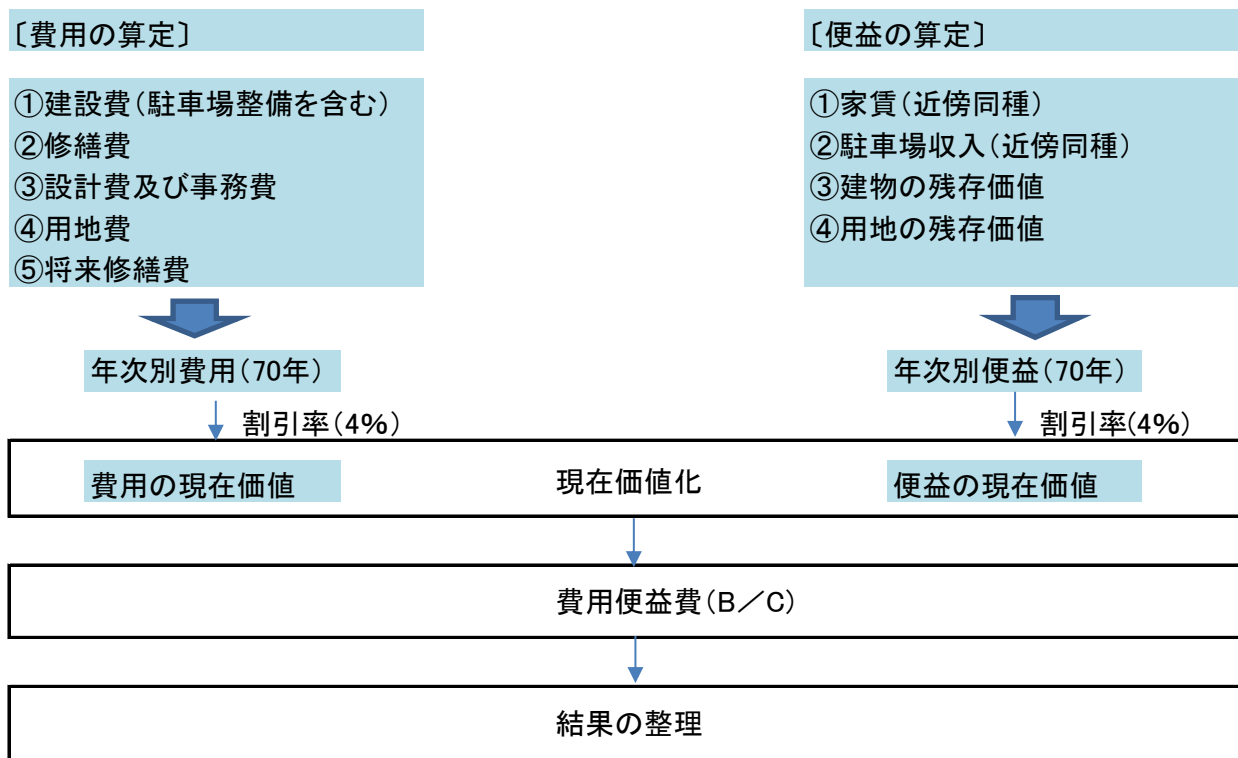 〔費用の算定〕
①建設費（駐車場整備を含む）
②修繕費
③設計費及び事務費
④用地費
⑤将来修繕費
〔便益の算定〕
①家賃（近傍同種）
②駐車場収入（近傍同種）
③建物の残存価値
④用地の残存価値
年次別費用（70年）
年次別便益（70年）
割引率（4%）
割引率(4%）
費用の現在価値
現在価値化
便益の現在価値
費用便益費（B／C）
結果の整理